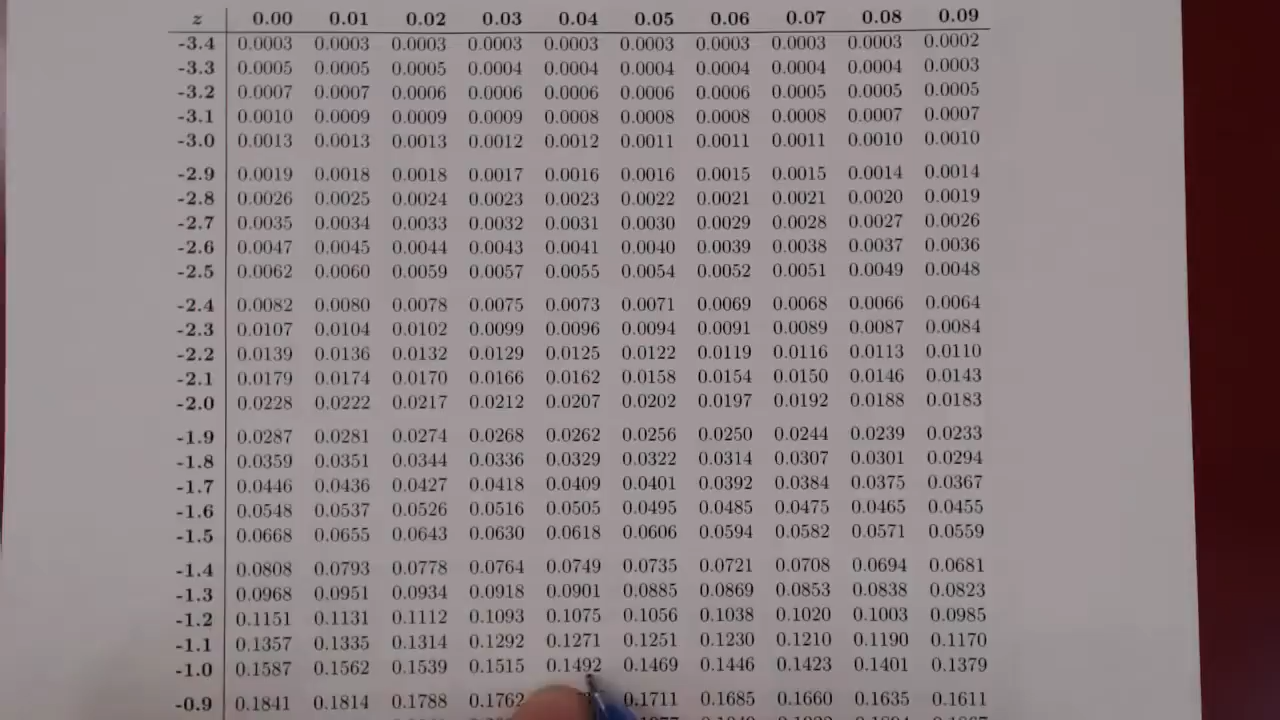 z 0.00 0.01 0.02 0.03 0.04 0.05 0.06 0.07 0.08 0.09
-3.4 0.0003 0.0003 0.0003 0.0003 0.0003 0.0003 0.0003 0.0003 0.0003 0.0002
-3.3 0.0005 0.0005 0.0005 0.0004 0.0004 0.0004 0.0004 0.0004 0.0004 0.0003
-3.2 0.0007 0.0007 0.0006 0.0006 0.0006 0.0006 0.0006 0.0005 0.0005 0.0005
-3.1 0.0010 0.0009 0.0009 0.0009 0.0008 0.0008 0.0008 0.0008 0.0007 0.0007
-3.0 0.0013 0.0013 0.0013 0.0012 0.0012 0.0011 0.0011 0.0011 0.0010 0.0010
-2.9 0.0019 0.0018 0.0018 0.0017 0.0016 0.0016 0.0015 0.0015 0.0014 0.0014
-2.8 0.0026 0.0025 0.0024 0.0023 0.0023 0.0022 0.0021 0.0021 0.0020 0.0019
-2.7 0.0035 0.0034 0.0033 0.0032 0.0031 0.0030 0.0029 0.0028 0.0027 0.0026
-2.6 0.0047 0.0045 0.0044 0.0043 0.0041 0.0040 0.0039 0.0038 0.0037 0.0036
-2.5 0.0062 0.0060 0.0059 0.0057 0.0055 0.0054 0.0052 0.0051 0.0049 0.0048
-2.4 0.0082 0.0080 0.0078 0.0075 0.0073 0.0071 0.0069 0.0068 0.0066 0.0064
-2.3 0.0107 0.0104 0.0102 0.0099 0.0096 0.0094 0.0091 0.0089 0.0087 0.0084
-2.2 0.0139 0.0136 0.0132 0.0129 0.0125 0.0122 0.0119 0.0116 0.0113 0.0110
-2.1 0.0179 0.0174 0.0170 0.0166 0.0162 0.0158 0.0154 0.0150 0.0146 0.0143
-2.0 0.0228 0.0222 0.0217 0.0212 0.0207 0.0202 0.0197 0.0192 0.0188 0.0183
-1.9 0.0287 0.0281 0.0274 0.0268 0.0262 0.0256 0.0250 0.0244 0.0239 0.0233
-1.8 0.0359 0.0351 0.0344 0.0336 0.0329 0.0322 0.0314 0.0307 0.0301 0.0294
-1.7 0.0446 0.0436 0.0427 0.0418 0.0409 0.0401 0.0392 0.0384 0.0375 0.0367
-1.6 0.0548 0.0537 0.0526 0.0516 0.0505 0.0495 0.0485 0.0475 0.0465 0.0455
-1.5 0.0668 0.0655 0.0643 0.0630 0.0618 0.0606 0.0594 0.0582 0.0571 0.0559
-1.4 0.0808 0.0793 0.0778 0.0764 0.0749 0.0735 0.0721 0.0708 0.0694 0.0681
-1.3 0.0968 0.0951 0.0934 0.0918 0.0901 0.0885 0.0869 0.0853 0.0838 0.0823
-1.2 0.1151 0.1131 0.1112 0.1093 0.1075 0.1056 0.1038 0.1020 0.1003 0.0985
-1.1 0.1357 0.1335 0.1314 0.1292 0.1271 0.1251 0.1230 0.1210 0.1190 0.1170
-1.0 0.1587 0.1562 0.1539 0.1515 0.1492 0.1469 0.1446 0.1423 0.1401 0.1379
-0.9 0.1841 0.1814 0.1788 0.1762 0.1711 0.1685 0.1660 0.1635 0.1611